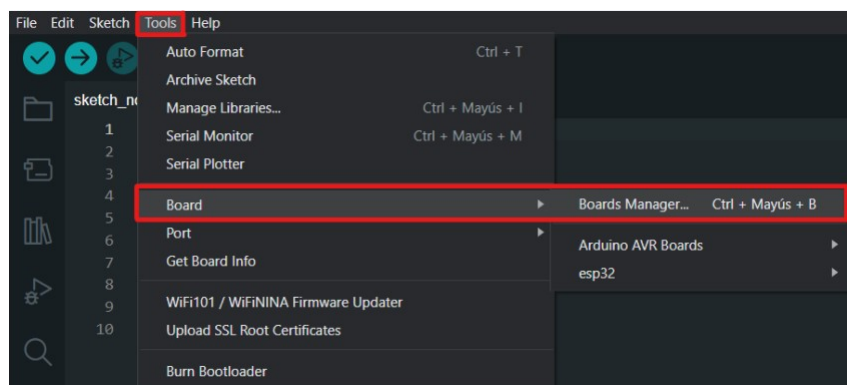 File Edit Sketch Tools Help
Auto Format Ctrl + T
Archive Sketch
sketch_no
Manage Libraries... Ctrl + Mayús + I
1
Serial Monitor Ctrl + Mayús + M
2
Serial Plotter
3
4
Board Boards Manager... Ctrl + Mayús + B
5
Port
6
Arduino AVR Boards
7
Get Board Info
esp32
8
WiFi101 / WiFiNINA Firmware Updater
9
Upload SSL Root Certificates
10
Burn Bootloader